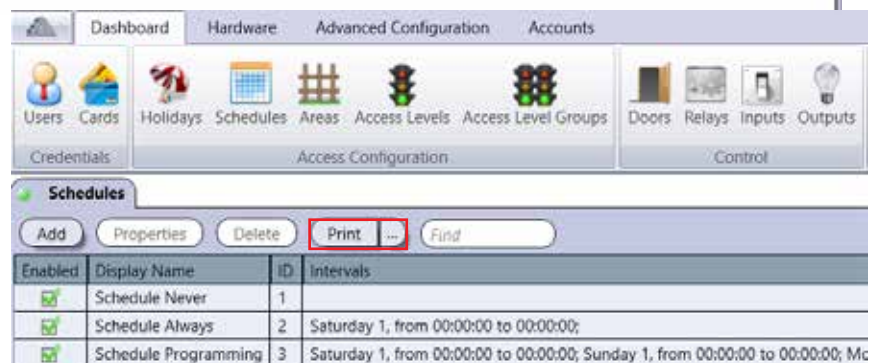 Dashboard Hardware Advanced Configuration Accounts
Users Cards Holidays Schedules Areas Access Levels Access Level Groups Doors Relays Inputs Outputs
Credentials Access Configuration Control
Schedules
Add Properties Delete Print ... Find
Enabled Display Name ID Intervals
Schedule Never 1
Schedule Always 2 Saturday 1, from 00:00:00 to 00:00:00;
Schedule Programming 3 Saturday 1, from 00:00:00 to 00:00:00; Sunday 1, from 00:00:00 to 00:00:00; Mo